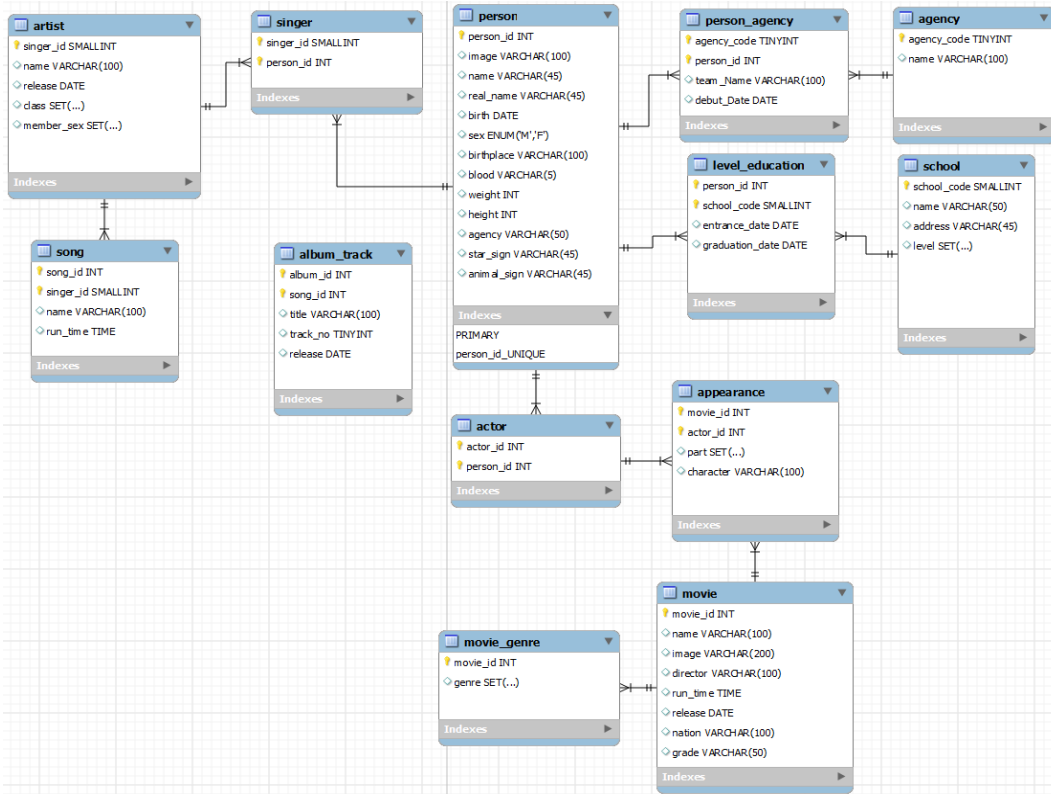 artist
singer_id SMALLINT
name VARCHAR(100)
release DATE
class SET(...)
member_sex SET(...)
Indexes
singer
singer_id SMALLINT
person_id INT
Indexes
person
person_id INT
image VARCHAR(100)
name VARCHAR(45)
real_name VARCHAR(45)
birth DATE
sex ENUM('M','F')
birthplace VARCHAR(100)
blood VARCHAR(5)
weight INT
height INT
agency VARCHAR(50)
star_sign VARCHAR(45)
animal_sign VARCHAR(45)
Indexes
PRIMARY
person_id_UNIQUE
person_agency
agency_code TINYINT
person_id INT
team_Name VARCHAR(100)
debut_Date DATE
Indexes
agency
agency_code TINYINT
name VARCHAR(100)
Indexes
level_education
person_id INT
school_code SMALLINT
entrance_date DATE
graduation_date DATE
Indexes
school
school_code SMALLINT
name VARCHAR(50)
address VARCHAR(45)
level SET(...)
Indexes
song
song_id INT
singer_id SMALLINT
name VARCHAR(100)
run_time TIME
Indexes
album_track
album_id INT
song_id INT
title VARCHAR(100)
track_no TINYINT
release DATE
Indexes
actor
actor_id INT
person_id INT
Indexes
appearance
movie_id INT
actor_id INT
part SET(...)
character VARCHAR(100)
Indexes
movie_genre
movie_id INT
genre SET(...)
Indexes
movie
movie_id INT
name VARCHAR(100)
image VARCHAR(200)
director VARCHAR(100)
run_time TIME
release DATE
nation VARCHAR(100)
grade VARCHAR(50)
Indexes